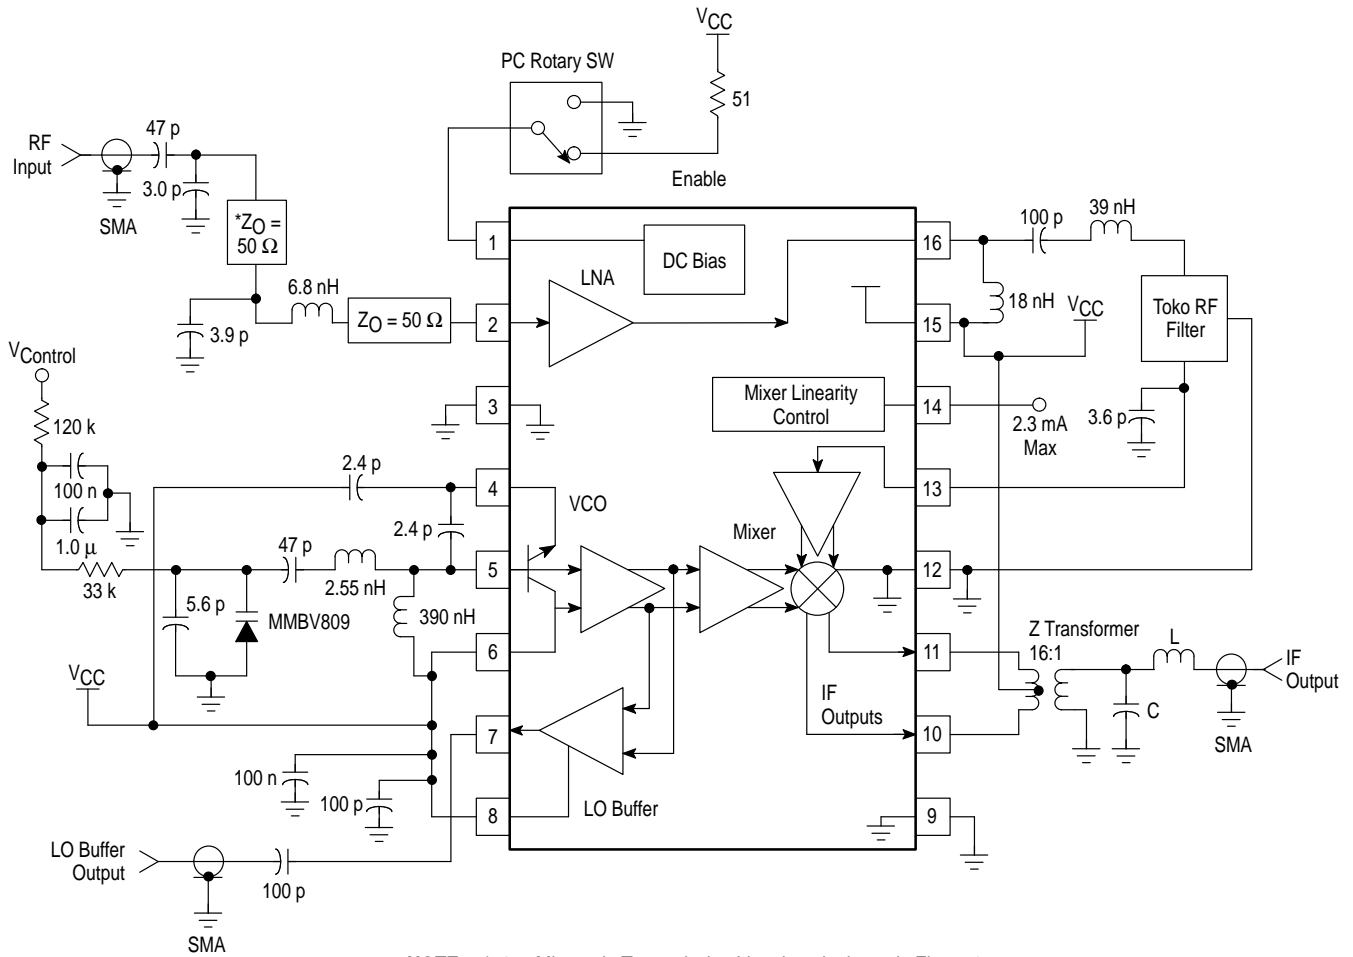 VCC
PC Rotary SW
51
Enable
RF
Input
47 p
3.0 p
SMA
*ZO =
50 Ω
6.8 nH
ZO = 50 Ω
3.9 p
VControl
120 k
100 n
1.0 µ
33 k
5.6 p
MMBV809
47 p
2.55 nH
390 nH
2.4 p
2.4 p
VCC
100 n
100 p
LO Buffer
Output
100 p
SMA
1
2
3
4
5
6
7
8
DC Bias
LNA
Mixer Linearity
Control
VCO
Mixer
IF
Outputs
LO Buffer
16
15
14
13
12
11
10
9
100 p
39 nH
18 nH
VCC
Toko RF
Filter
3.6 p
2.3 mA
Max
Z Transformer
16:1
L
C
IF
Output
SMA